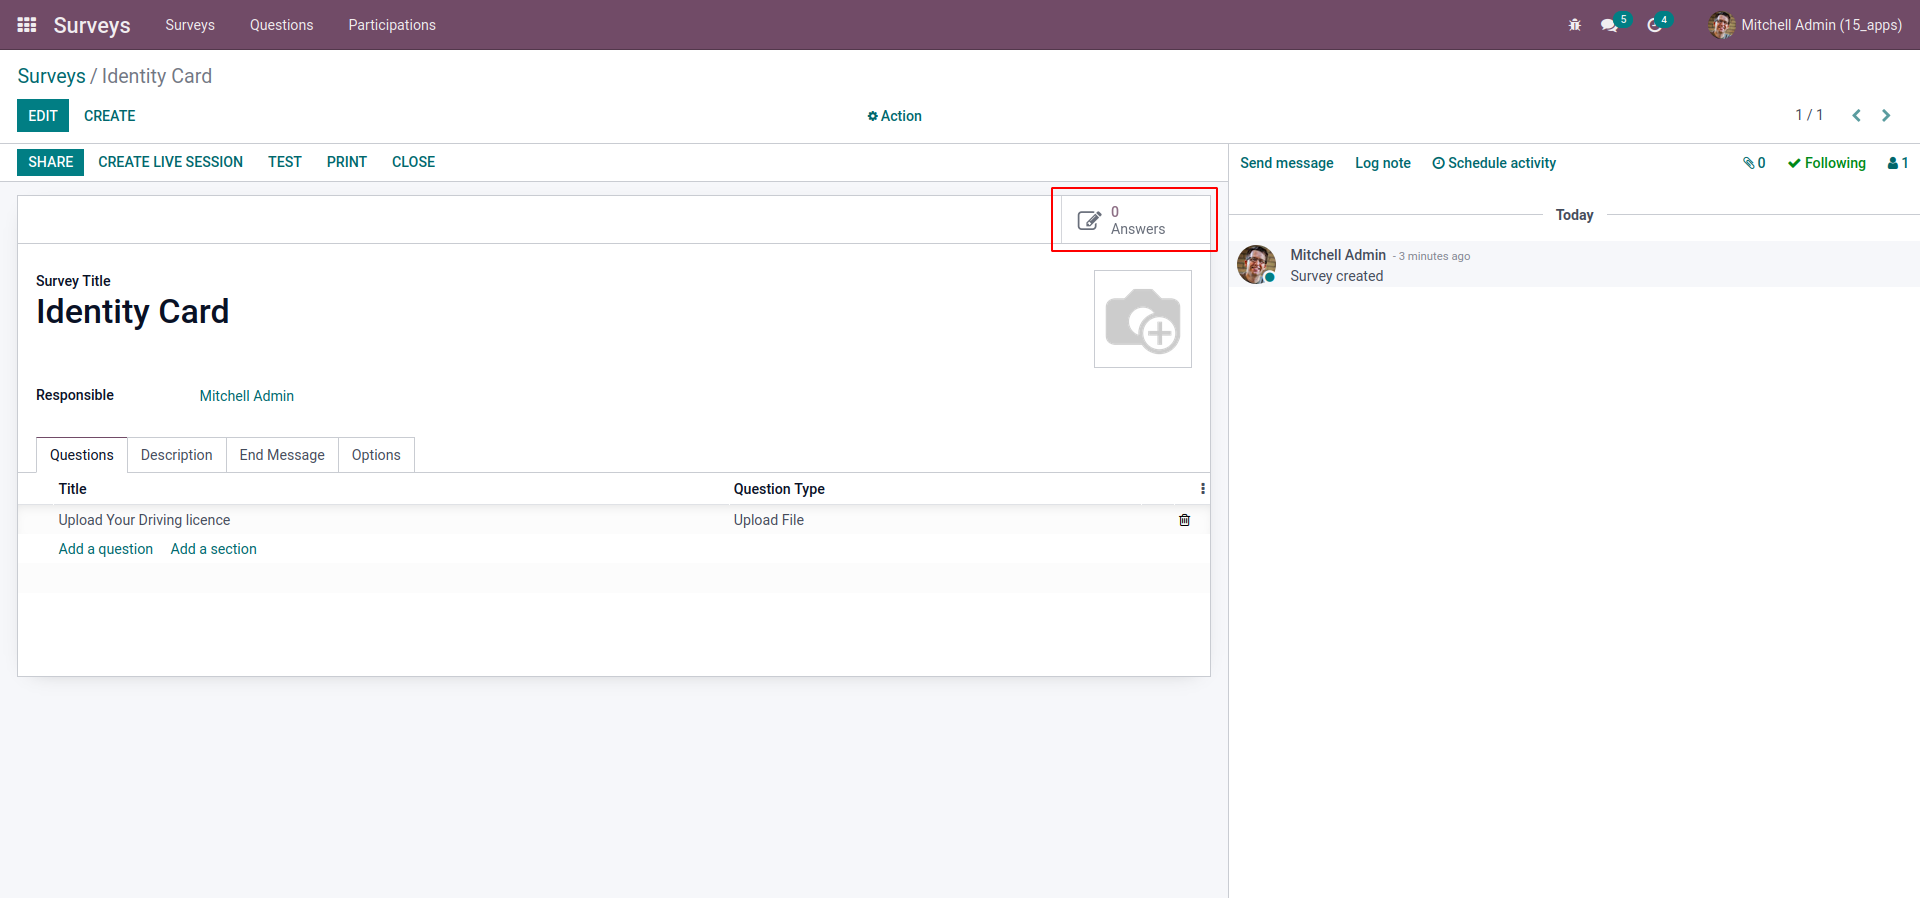 Surveys Surveys Questions Participations 5 4 Mitchell Admin (15_apps)
Surveys / Identity Card
EDIT CREATE Action 1 / 1
SHARE CREATE LIVE SESSION TEST PRINT CLOSE Send message Log note Schedule activity 0 Following 1
0
Answers
Today
Mitchell Admin - 3 minutes ago
Survey created
Survey Title
Identity Card
Responsible Mitchell Admin
Questions Description End Message Options
Title Question Type
Upload Your Driving licence Upload File
Add a question Add a section